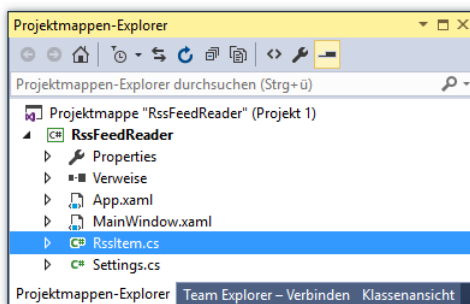 Projektmappen-Explorer
Projektmappen-Explorer durchsuchen (Strg+ü)
Projektmappe "RssFeedReader" (Projekt 1)
C# RssFeedReader
Properties
Verweise
App.xaml
MainWindow.xaml
C# RssItem.cs
C# Settings.cs
Projektmappen-Explorer Team Explorer – Verbinden Klassenansicht